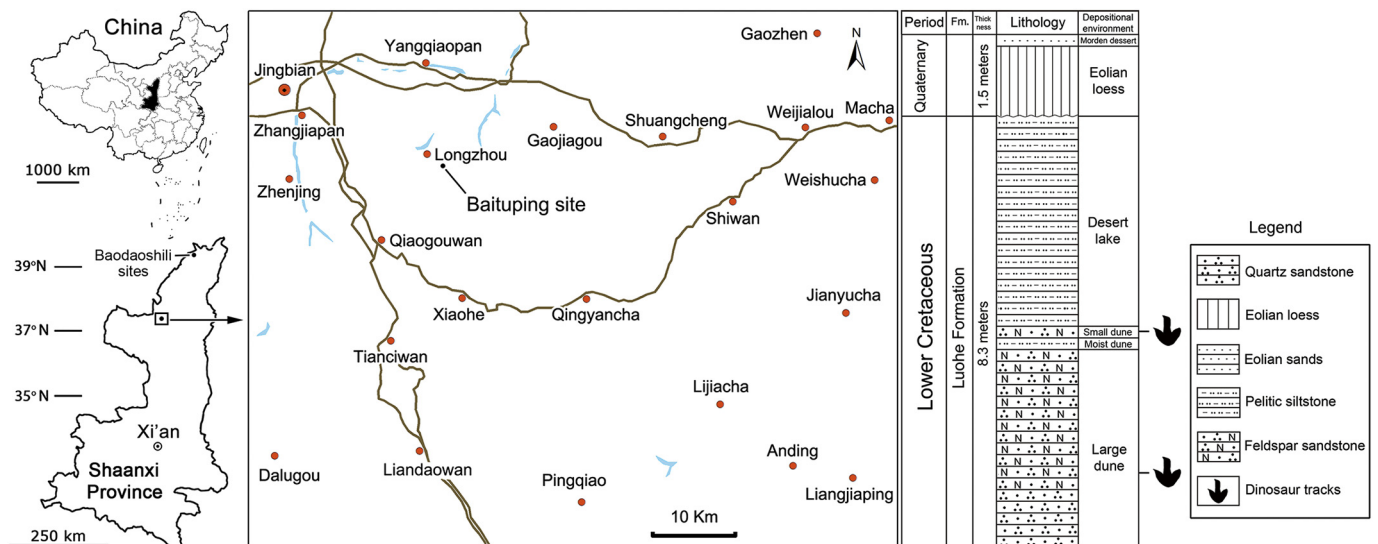 China
1000 km
Baodaoshili
sites
39°N
37°N
35°N
Xi'an
Shaanxi
Province
250 km
Gaozhen
N
Yangqiaopan
Jingbian
Zhangjiapan
Macha
Weijialou
Shuangcheng
Gaojiagou
Longzhou
Zhenjing
Baituping site
Weishucha
Shiwan
Qiaogouwan
Xiaohe
Qingyancha
Jianyucha
Tianciwan
Lijiacha
Dalugou
Liandaowan
Pingqiao
Anding
Liangjiaping
10 Km
Period
Fm.
Thick
ness
Lithology
Depositional
environment
Morden dessert
Quaternary
1.5 meters
Eolian
loess
Lower Cretaceous
Luohe Formation
8.3 meters
Desert
lake
Small dune
Moist dune
Large
dune
N N
N N
N N
N N
N N
N N
N N
N N
N N
N N
N N
N N
N N
Legend
Quartz sandstone
Eolian loess
Eolian sands
Pelitic siltstone
N
N
N
Feldspar sandstone
Dinosaur tracks